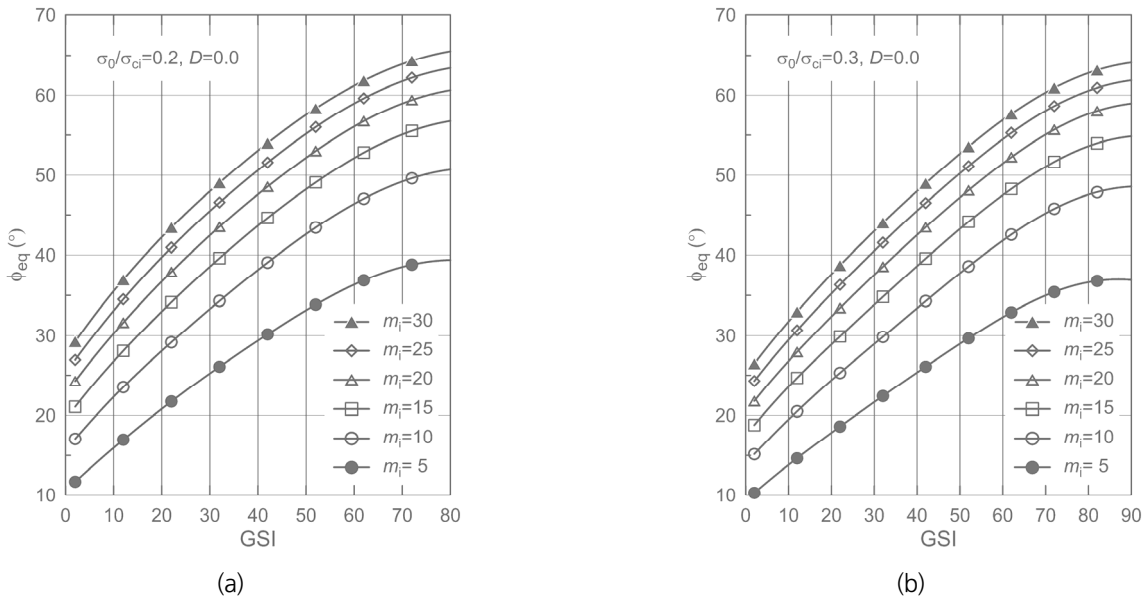 70
60
50
40
30
20
10
ϕeq (°)
σ0/σci=0.2, D=0.0
mi=30
mi=25
mi=20
mi=15
mi=10
mi= 5
0 10 20 30 40 50 60 70 80
GSI
(a)
70
60
50
40
30
20
10
ϕeq (°)
σ0/σci=0.3, D=0.0
mi=30
mi=25
mi=20
mi=15
mi=10
mi= 5
0 10 20 30 40 50 60 70 80 90
GSI
(b)